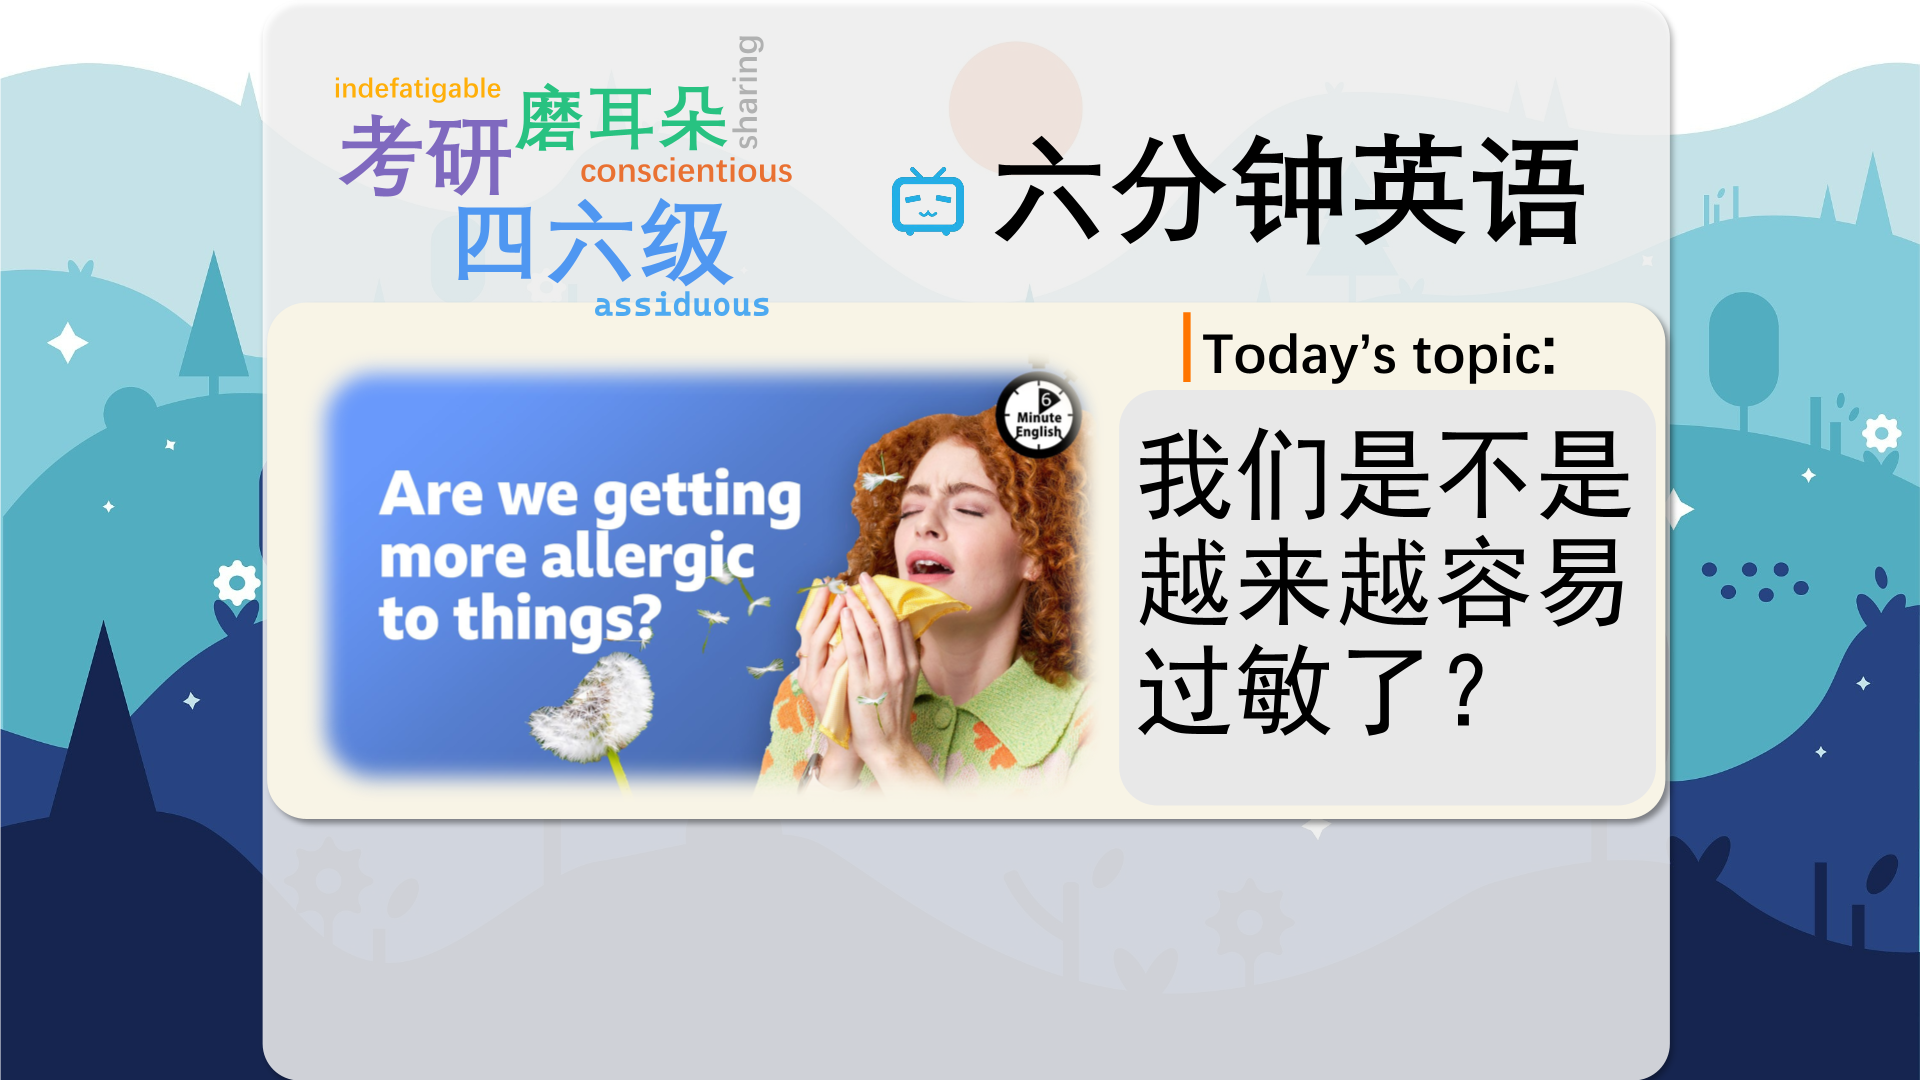 indefatigable
考研
磨耳朵
sharing
conscientious
四六级
assiduous
六分钟英语
Today’s topic:
我们是不是
越来越容易
过敏了？
6
Minute
English
Are we getting
more allergic
to things?